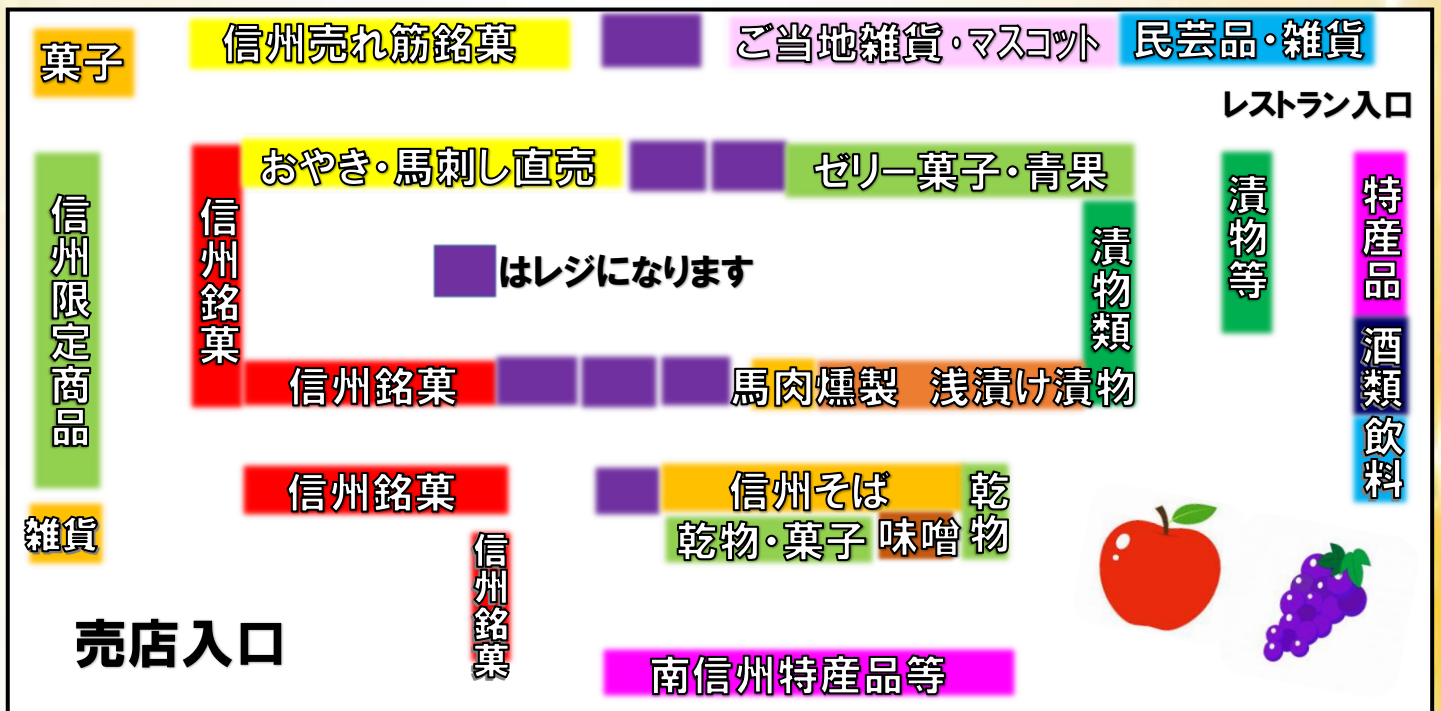 菓子
信州売れ筋銘菓
ご当地雑貨・マスコット
民芸品・雑貨
レストラン入口
信州限定商品
信州銘菓
おやき・馬刺し直売
ゼリー菓子・青果
漬物類
漬物等
特産品
はレジになります
信州銘菓
馬肉燻製
浅漬け漬物
酒類
飲料
信州銘菓
信州そば
乾物
乾物・菓子
味噌
雑貨
信州銘菓
売店入口
南信州特産品等